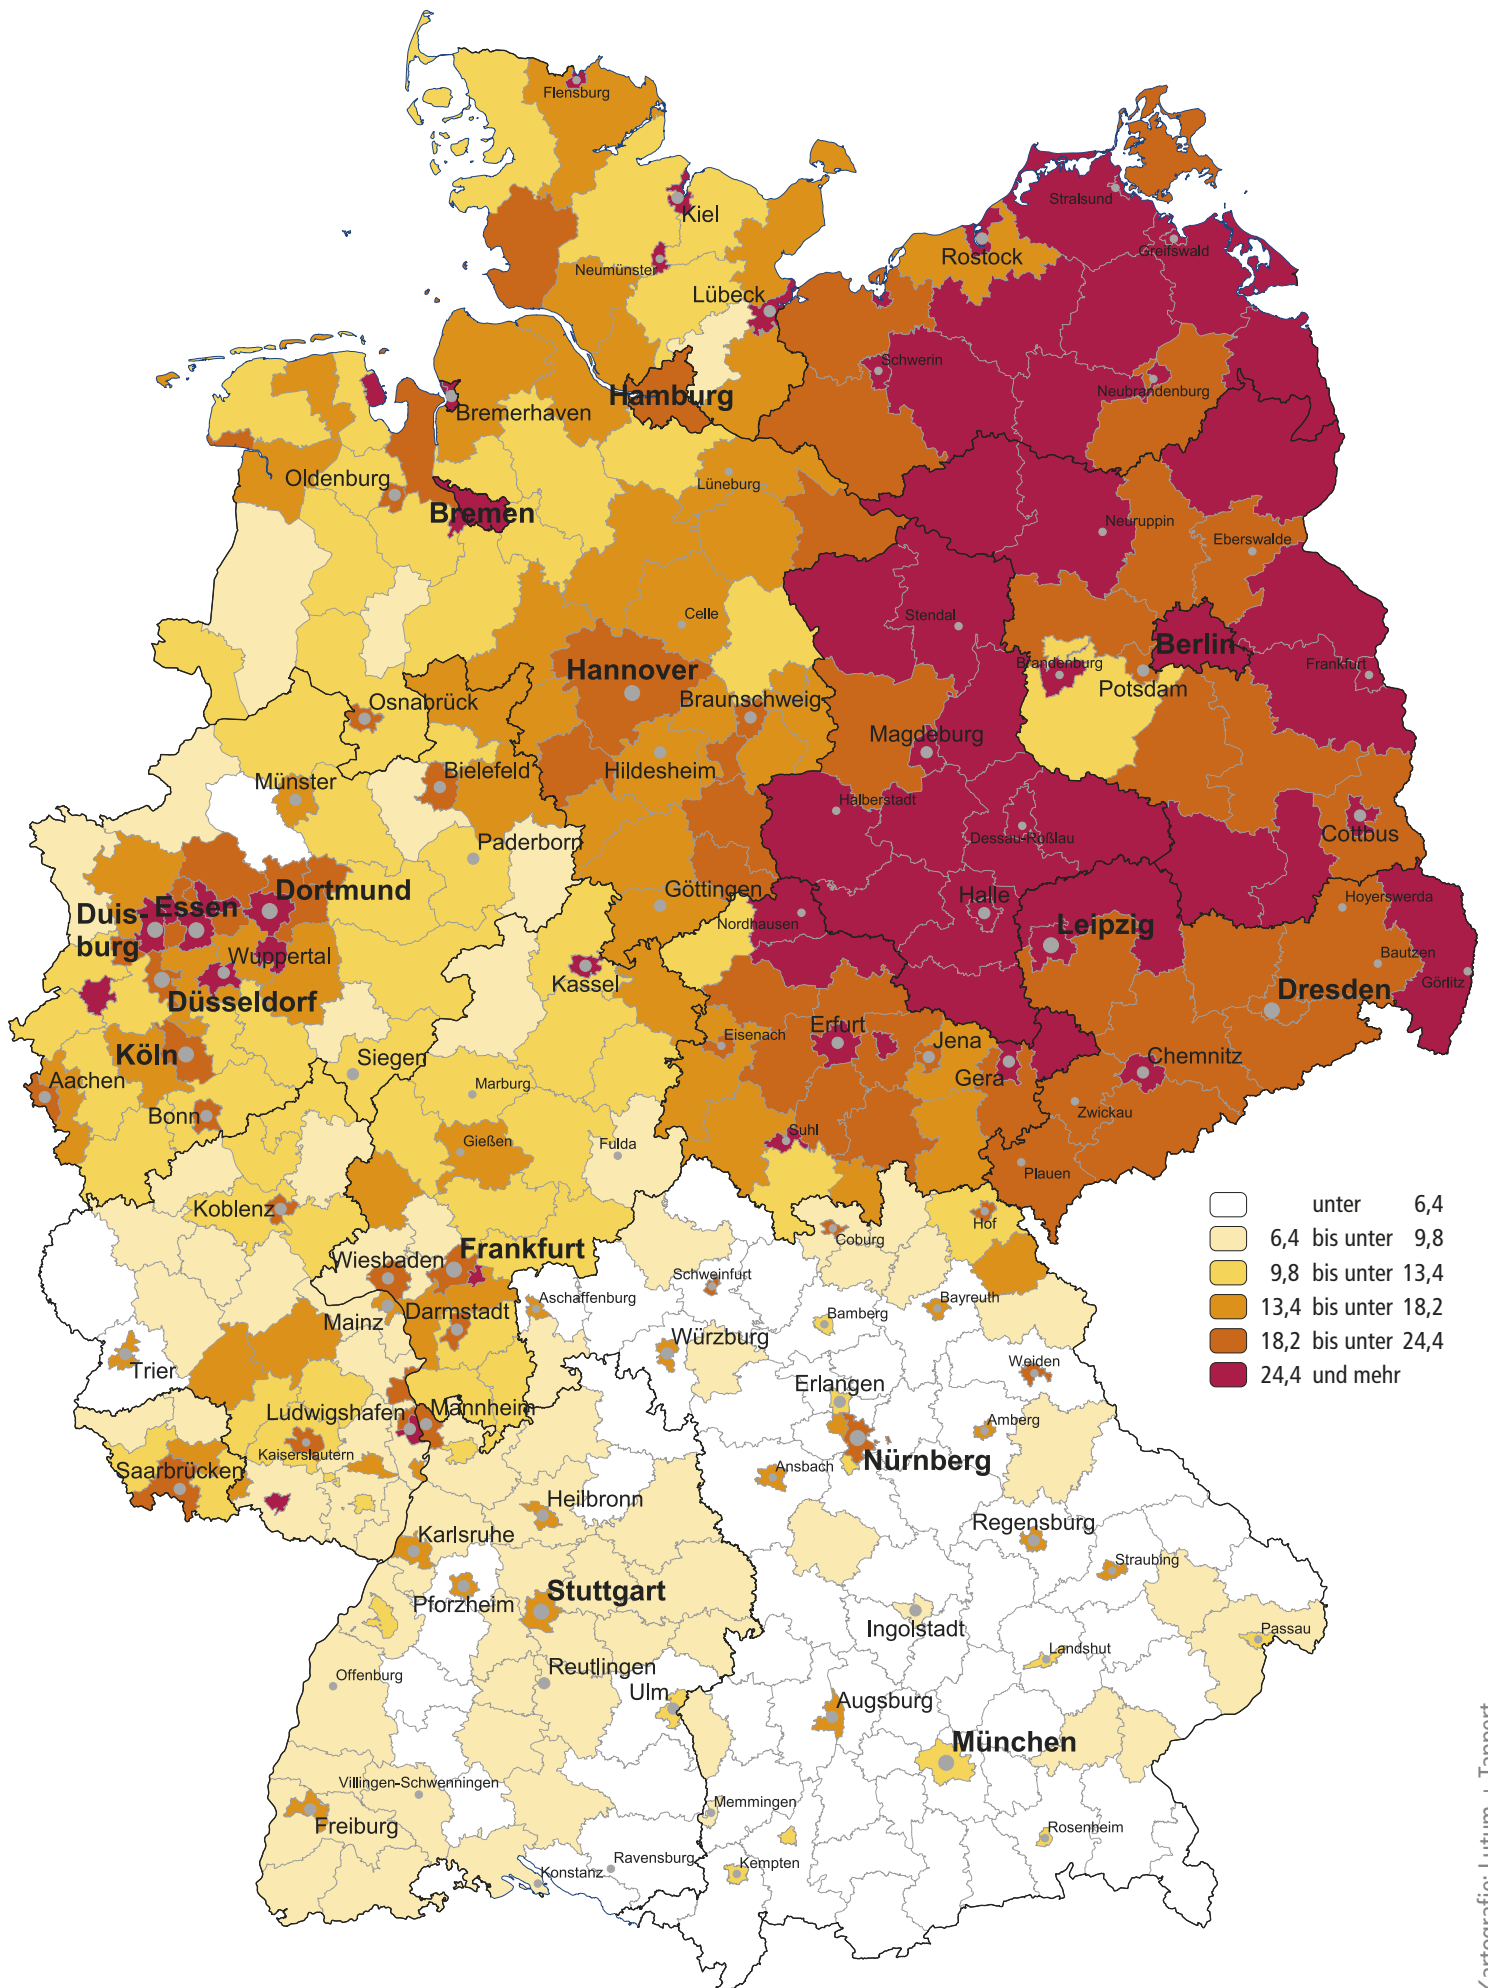 Flensburg
Kiel
Stralsund
Greifswald
Rostock
Neumünster
Lübeck
Schwerin
Neubrandenburg
Hamburg
Bremerhaven
Oldenburg
Lüneburg
Bremen
Neuruppin
Eberswalde
Celle
Stendal
Berlin
Hannover
Brandenburg
Frankfurt
Potsdam
Osnabrück
Braunschweig
Magdeburg
Münster
Bielefeld
Hildesheim
Halberstadt
Cottbus
Paderborn
Dessau-Roßlau
Dortmund
Göttingen
Halle
Hoyerswerda
Duis-
burg
Essen
Nordhausen
Leipzig
Wuppertal
Kassel
Bautzen
Görlitz
Düsseldorf
Dresden
Erfurt
Eisenach
Jena
Köln
Siegen
Chemnitz
Gera
Aachen
Marburg
Bonn
Zwickau
Gießen
Fulda
Suhl
Plauen
Koblenz
Hof
Coburg
Wiesbaden
Frankfurt
Schweinfurt
Aschaffenburg
Bayreuth
Mainz
Darmstadt
Bamberg
Würzburg
Trier
Weiden
Erlangen
Ludwigshafen
Mannheim
Amberg
Kaiserslautern
Nürnberg
Ansbach
Saarbrücken
Heilbronn
Karlsruhe
Regensburg
Straubing
Pforzheim
Stuttgart
Ingolstadt
Passau
Landshut
Offenburg
Reutlingen
Ulm
Augsburg
München
Villingen-Schwenningen
Memmingen
Freiburg
Rosenheim
Ravensburg
Kempten
Konstanz
unter 6,4
6,4 bis unter 9,8
9,8 bis unter 13,4
13,4 bis unter 18,2
18,2 bis unter 24,4
24,4 und mehr
Kartografie: Lutum + Tappert